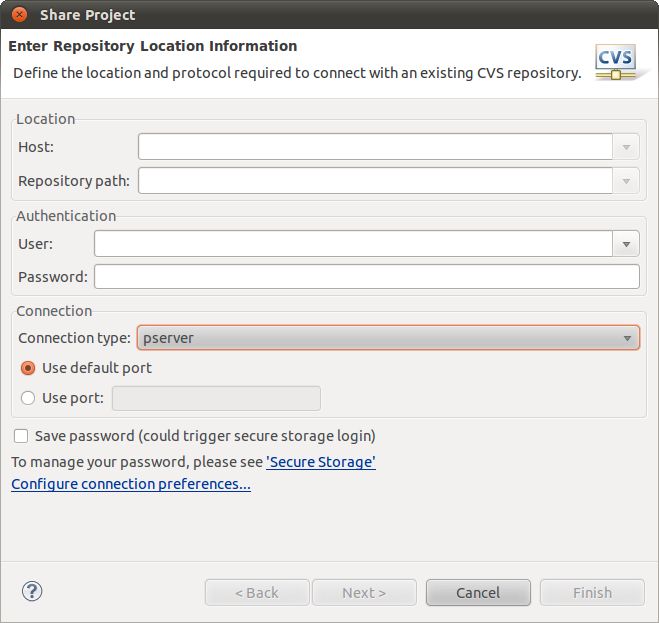 Share Project
Enter Repository Location Information
Define the location and protocol required to connect with an existing CVS repository.
CVS
Location
Host:
Repository path:
Authentication
User:
Password:
Connection
Connection type: pserver
Use default port
Use port:
Save password (could trigger secure storage login)
To manage your password, please see 'Secure Storage'
Configure connection preferences...
? < Back Next > Cancel Finish